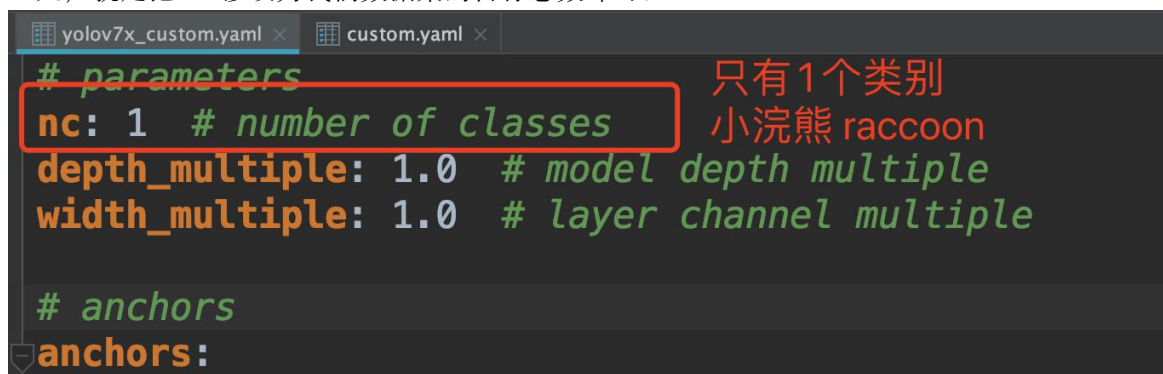 yolov7x_custom.yaml × custom.yaml ×
# parameters
只有1个类别
nc: 1 # number of classes
小浣熊 raccoon
depth_multiple: 1.0 # model depth multiple
width_multiple: 1.0 # layer channel multiple
# anchors
anchors: